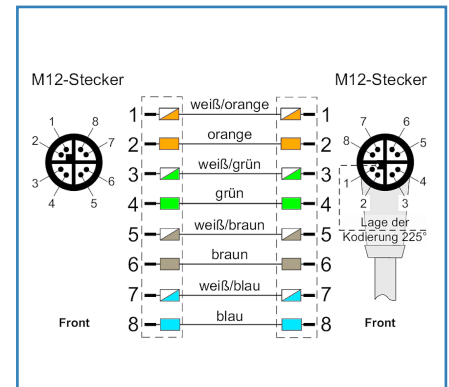 M12-Stecker
M12-Stecker
1 8
2 7
3 6
4 5
1 weiß/orange 1
2 orange 2
3 weiß/grün 3
4 grün 4
5 weiß/braun 5
6 braun 6
7 weiß/blau 7
8 blau 8
7 6
8 5
1 4
2 3
Lage der
Kodierung 225°
Front
Front